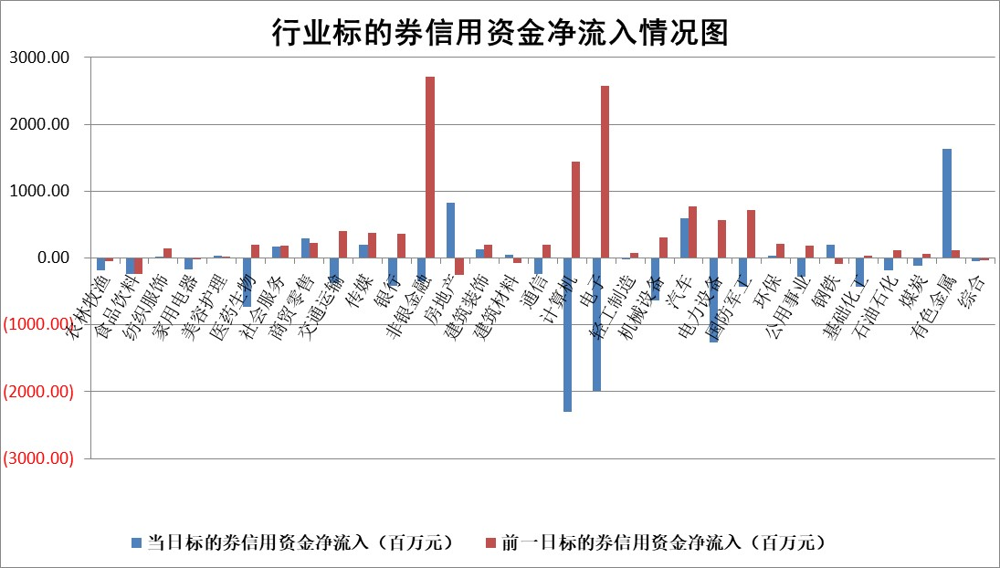 行业标的券信用资金净流入情况图
3000.00
2000.00
1000.00
0.00
(1000.00)
(2000.00)
(3000.00)
农林牧渔
食品饮料
纺织服饰
家用电器
美容护理
医药生物
社会服务
商贸零售
交通运输
传媒
银行
非银金融
房地产
建筑装饰
建筑材料
通信
计算机
电子
轻工制造
机械设备
汽车
电力设备
国防军工
环保
公用事业
钢铁
基础化工
石油石化
煤炭
有色金属
综合
当日标的券信用资金净流入（百万元）
前一日标的券信用资金净流入（百万元）